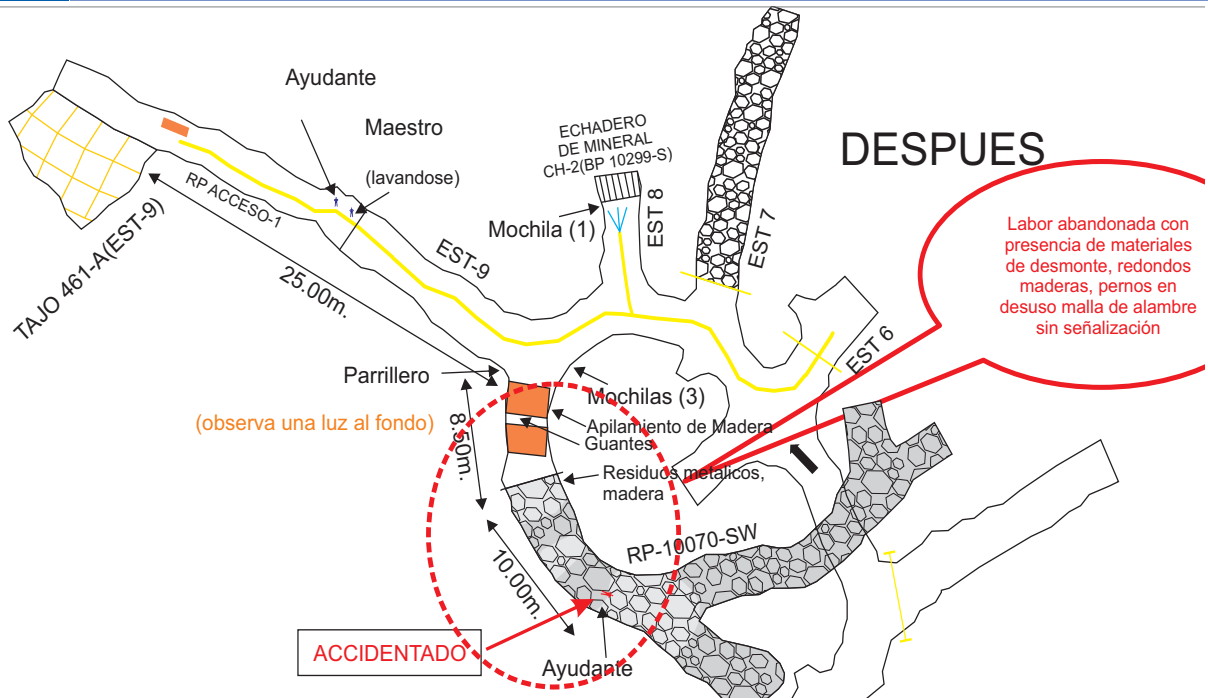 Ayudante
Maestro
(lavandose)
ECHADERO
DE MINERAL
CH-2(BP 10299-S)
DESPUES
RP ACCESO-1
Mochila (1)
EST 8
EST 7
EST-9
TAJO 461-A(EST-9)
25.00m.
Labor abandonada con
presencia de materiales
de desmonte, redondos
maderas, pernos en
desuso malla de alambre
sin señalización
EST 6
Parrillero
(observa una luz al fondo)
8.50m.
Mochilas (3)
Apilamiento de Madera
Guantes
Residuos metalicos,
madera
RP-10070-SW
10.00m.
ACCIDENTADO
Ayudante